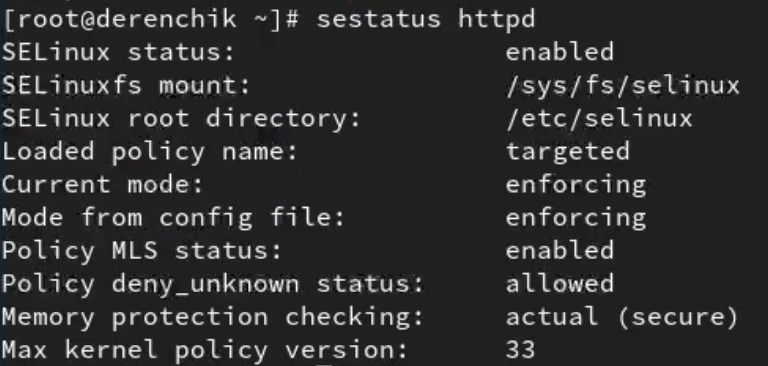 [root@derenchik ~]# sestatus httpd
SELinux status:                 enabled
SELinuxfs mount:                /sys/fs/selinux
SELinux root directory:         /etc/selinux
Loaded policy name:             targeted
Current mode:                   enforcing
Mode from config file:          enforcing
Policy MLS status:              enabled
Policy deny_unknown status:     allowed
Memory protection checking:     actual (secure)
Max kernel policy version:      33